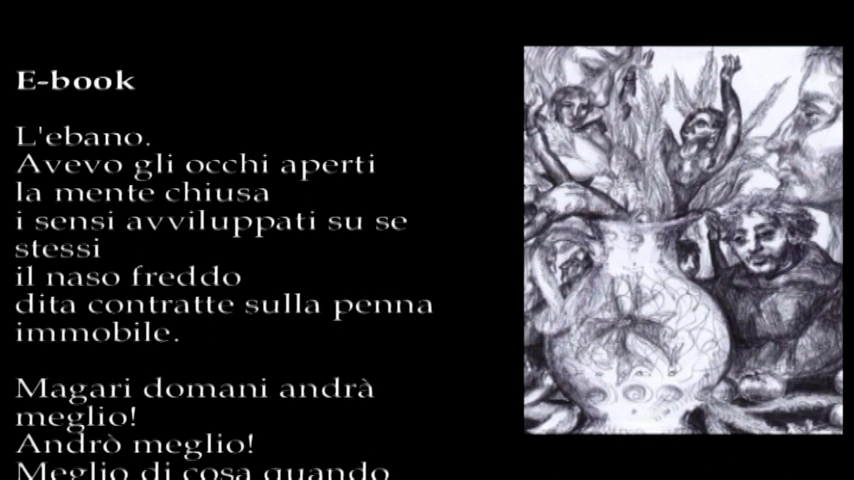 E-book
L'ebano.
Avevo gli occhi aperti
la mente chiusa
i sensi avviluppati su se
stessi
il naso freddo
dita contratte sulla penna
immobile.
Magari domani andrà
meglio!
Andrò meglio!
Meglio di cosa quando